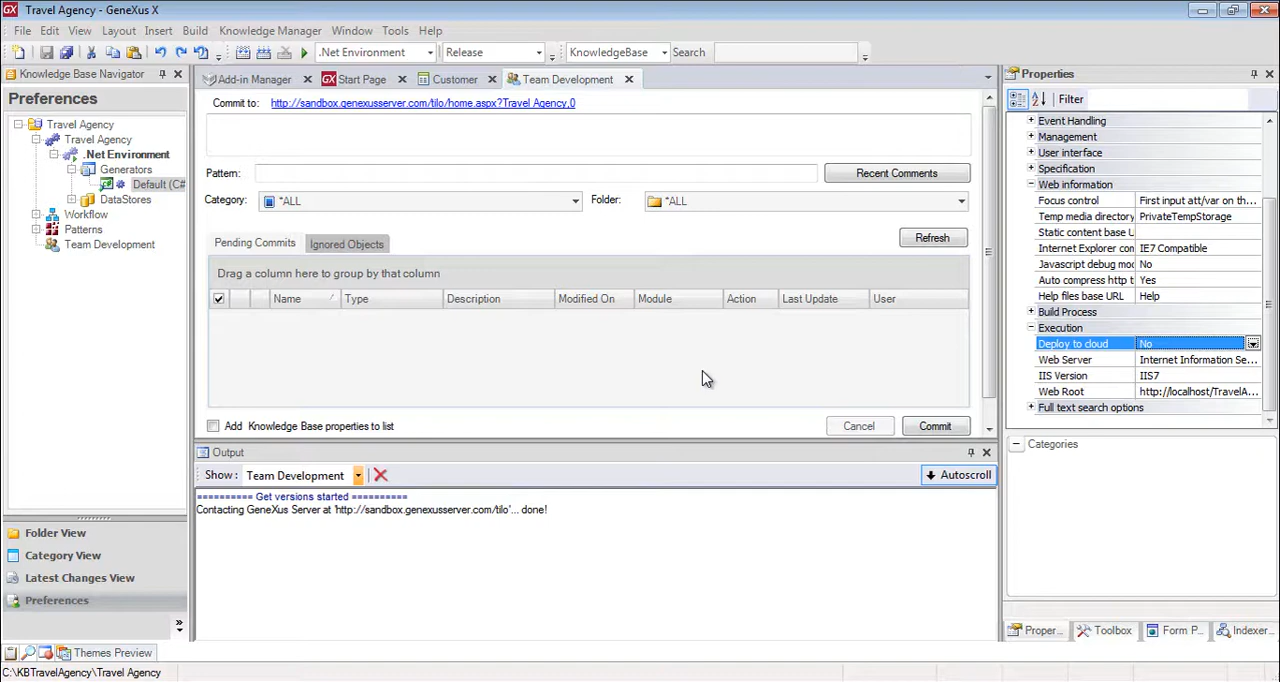 Travel Agency - GeneXus X
File Edit View Layout Insert Build Knowledge Manager Window Tools Help
.Net Environment Release KnowledgeBase Search
Knowledge Base Navigator
Preferences
Travel Agency
Travel Agency
.Net Environment
Generators
Default (C#
DataStores
Workflow
Patterns
Team Development
Folder View
Category View
Latest Changes View
Preferences
Add-in Manager Start Page Customer Team Development
Commit to: http://sandbox.genexusserver.com/tilo/home.aspx?Travel Agency,0
Pattern: Recent Comments
Category: *ALL Folder: *ALL
Pending Commits Ignored Objects Refresh
Drag a column here to group by that column
Name Type Description Modified On Module Action Last Update User
Add Knowledge Base properties to list Cancel Commit
Output
Show: Team Development Autoscroll
========== Get versions started ==========
Contacting GeneXus Server at 'http://sandbox.genexusserver.com/tilo'... done!
Properties
Filter
Event Handling
Management
User interface
Specification
Web information
Focus control First input att/var on th...
Temp media directory PrivateTempStorage
Static content base U
Internet Explorer com IE7 Compatible
Javascript debug mod No
Auto compress http t Yes
Help files base URL Help
Build Process
Execution
Deploy to cloud No
Web Server Internet Information Se...
IIS Version IIS7
Web Root http://localhost/TravelA...
Full text search options
Categories
Proper... Toolbox Form P... Indexer...
Themes Preview
C:\KBTravelAgency\Travel Agency